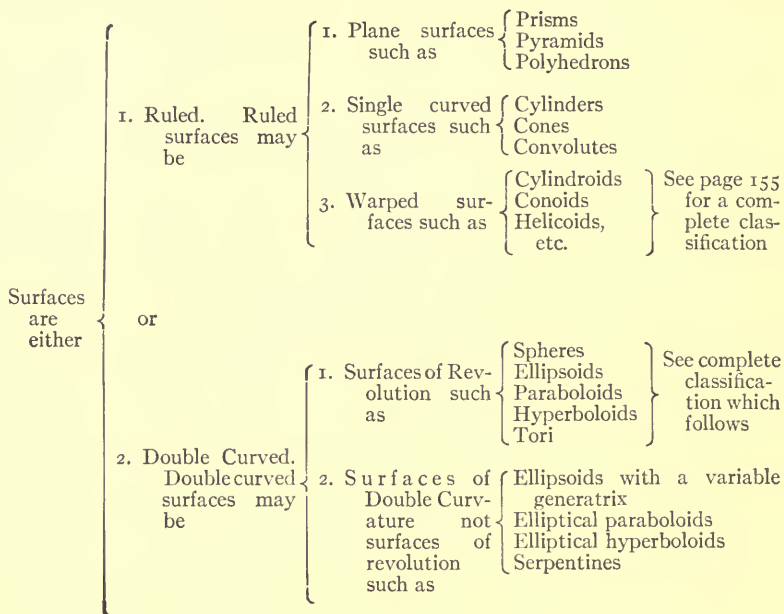 Surfaces
are
either
1. Ruled. Ruled
surfaces may
be
1. Plane surfaces
such as
Prisms
Pyramids
Polyhedrons
2. Single curved
surfaces such
as
Cylinders
Cones
Convolutes
3. Warped sur-
faces such as
Cylindroids
Conoids
Helicoids,
etc.
See page 155
for a com-
plete clas-
sification
or
2. Double Curved.
Double curved
surfaces may
be
1. Surfaces of Rev-
olution such
as
Spheres
Ellipsoids
Paraboloids
Hyperboloids
Tori
See complete
classifica-
tion which
follows
2. Surfaces of
Double Curv-
ature not
surfaces of
revolution
such as
Ellipsoids with a variable
generatrix
Elliptical paraboloids
Elliptical hyperboloids
Serpentines